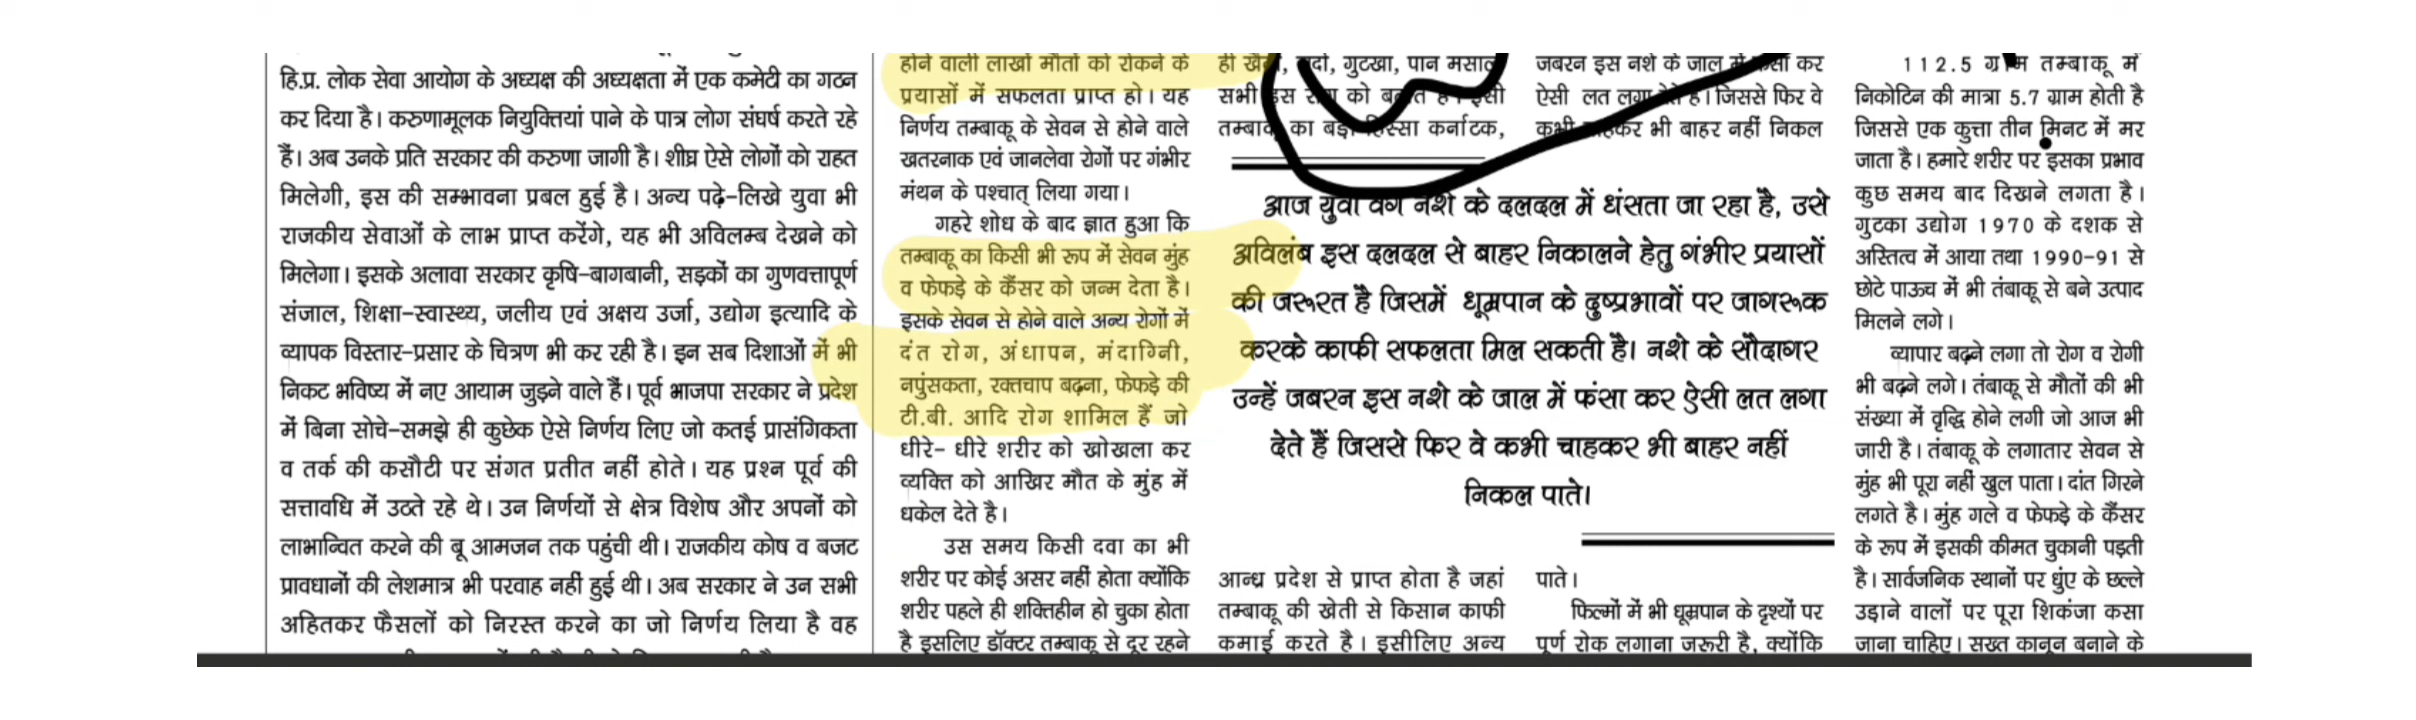 हि.प्र. लोक सेवा आयोग के अध्यक्ष की अध्यक्षता में एक कमेटी का गठन
कर दिया है। करुणामूलक नियुक्तियां पाने के पात्र लोग संघर्ष करते रहे
हैं। अब उनके प्रति सरकार की करुणा जागी है। शीघ्र ऐसे लोगों को राहत
मिलेगी, इस की सम्भावना प्रबल हुई है। अन्य पढ़े-लिखे युवा भी
राजकीय सेवाओं के लाभ प्राप्त करेंगे, यह भी अविलम्ब देखने को
मिलेगा। इसके अलावा सरकार कृषि-बागबानी, सड़कों का गुणवत्तापूर्ण
संजाल, शिक्षा-स्वास्थ्य, जलीय एवं अक्षय उर्जा, उद्योग इत्यादि के
व्यापक विस्तार-प्रसार के चित्रण भी कर रही है। इन सब दिशाओं में भी
निकट भविष्य में नए आयाम जुड़ने वाले हैं। पूर्व भाजपा सरकार ने प्रदेश
में बिना सोचे-समझे ही कुछेक ऐसे निर्णय लिए जो कतई प्रासंगिकता
व तर्क की कसौटी पर संगत प्रतीत नहीं होते। यह प्रश्न पूर्व की
सत्तावधि में उठते रहे थे। उन निर्णयों से क्षेत्र विशेष और अपनों को
लाभान्वित करने की बू आमजन तक पहुंची थी। राजकीय कोष व बजट
प्रावधानों की लेशमात्र भी परवाह नहीं हुई थी। अब सरकार ने उन सभी
अहितकर फैसलों को निरस्त करने का जो निर्णय लिया है वह
होने वाली लाखों मौतों को रोकने के
प्रयासों में सफलता प्राप्त हो। यह
निर्णय तम्बाकू के सेवन से होने वाले
खतरनाक एवं जानलेवा रोगों पर गंभीर
मंथन के पश्चात् लिया गया।
गहरे शोध के बाद ज्ञात हुआ कि
तम्बाकू का किसी भी रूप में सेवन मुंह
व फेफड़े के कैंसर को जन्म देता है।
इसके सेवन से होने वाले अन्य रोगों में
दंत रोग, अंधापन, मंदाग्निी,
नपुंसकता, रक्तचाप बढ़ना, फेफड़े की
टी.बी. आदि रोग शामिल हैं जो
धीरे- धीरे शरीर को खोखला कर
व्यक्ति को आखिर मौत के मुंह में
धकेल देते है।
उस समय किसी दवा का भी
शरीर पर कोई असर नहीं होता क्योंकि
शरीर पहले ही शक्तिहीन हो चुका होता
है इसलिए डॉक्टर तम्बाकू से दूर रहने
ही गुटखा, पान
सभी को
का बड़ा हिस्सा कर्नाटक,
आन्ध्र प्रदेश से प्राप्त होता है जहां
तम्बाकू की खेती से किसान काफी
कमाई करते है। इसीलिए अन्य
जबरन इस नशे के जाल में कर
ऐसी लत लगा है। जिससे फिर वे
कभी भी बाहर नहीं निकल
आज युवा वर्ग नशे के दलदल में धंसता जा रहा है, उसे
अविलंब इस दलदल से बाहर निकालने हेतु गंभीर प्रयासों
की जरूरत है जिसमें धूम्रपान के दुष्प्रभावों पर जागरूक
करके काफी सफलता मिल सकती है। नशे के सौदागर
उन्हें जबरन इस नशे के जाल में फंसा कर ऐसी लत लगा
देते हैं जिससे फिर वे कभी चाहकर भी बाहर नहीं
निकल पाते।
पाते।
फिल्मों में भी धूम्रपान के दृश्यों पर
पूर्ण रोक लगाना जरूरी है, क्योंकि
112.5 ग्राम तम्बाकू में
निकोटिन की मात्रा 5.7 ग्राम होती है
जिससे एक कुत्ता तीन मिनट में मर
जाता है। हमारे शरीर पर इसका प्रभाव
कुछ समय बाद दिखने लगता है।
गुटका उद्योग 1970 के दशक से
अस्तित्व में आया तथा 1990-91 से
छोटे पाऊच में भी तंबाकू से बने उत्पाद
मिलने लगे।
व्यापार बढ़ने लगा तो रोग व रोगी
भी बढ़ने लगे। तंबाकू से मौतों की भी
संख्या में वृद्धि होने लगी जो आज भी
जारी है। तंबाकू के लगातार सेवन से
मुंह भी पूरा नहीं खुल पाता। दांत गिरने
लगते है। मुंह गले व फेफड़े के कैंसर
के रूप में इसकी कीमत चुकानी पड़ती
है। सार्वजनिक स्थानों पर धुंए के छल्ले
उड़ाने वालों पर पूरा शिकंजा कसा
जाना चाहिए। सख्त कानून बनाने के